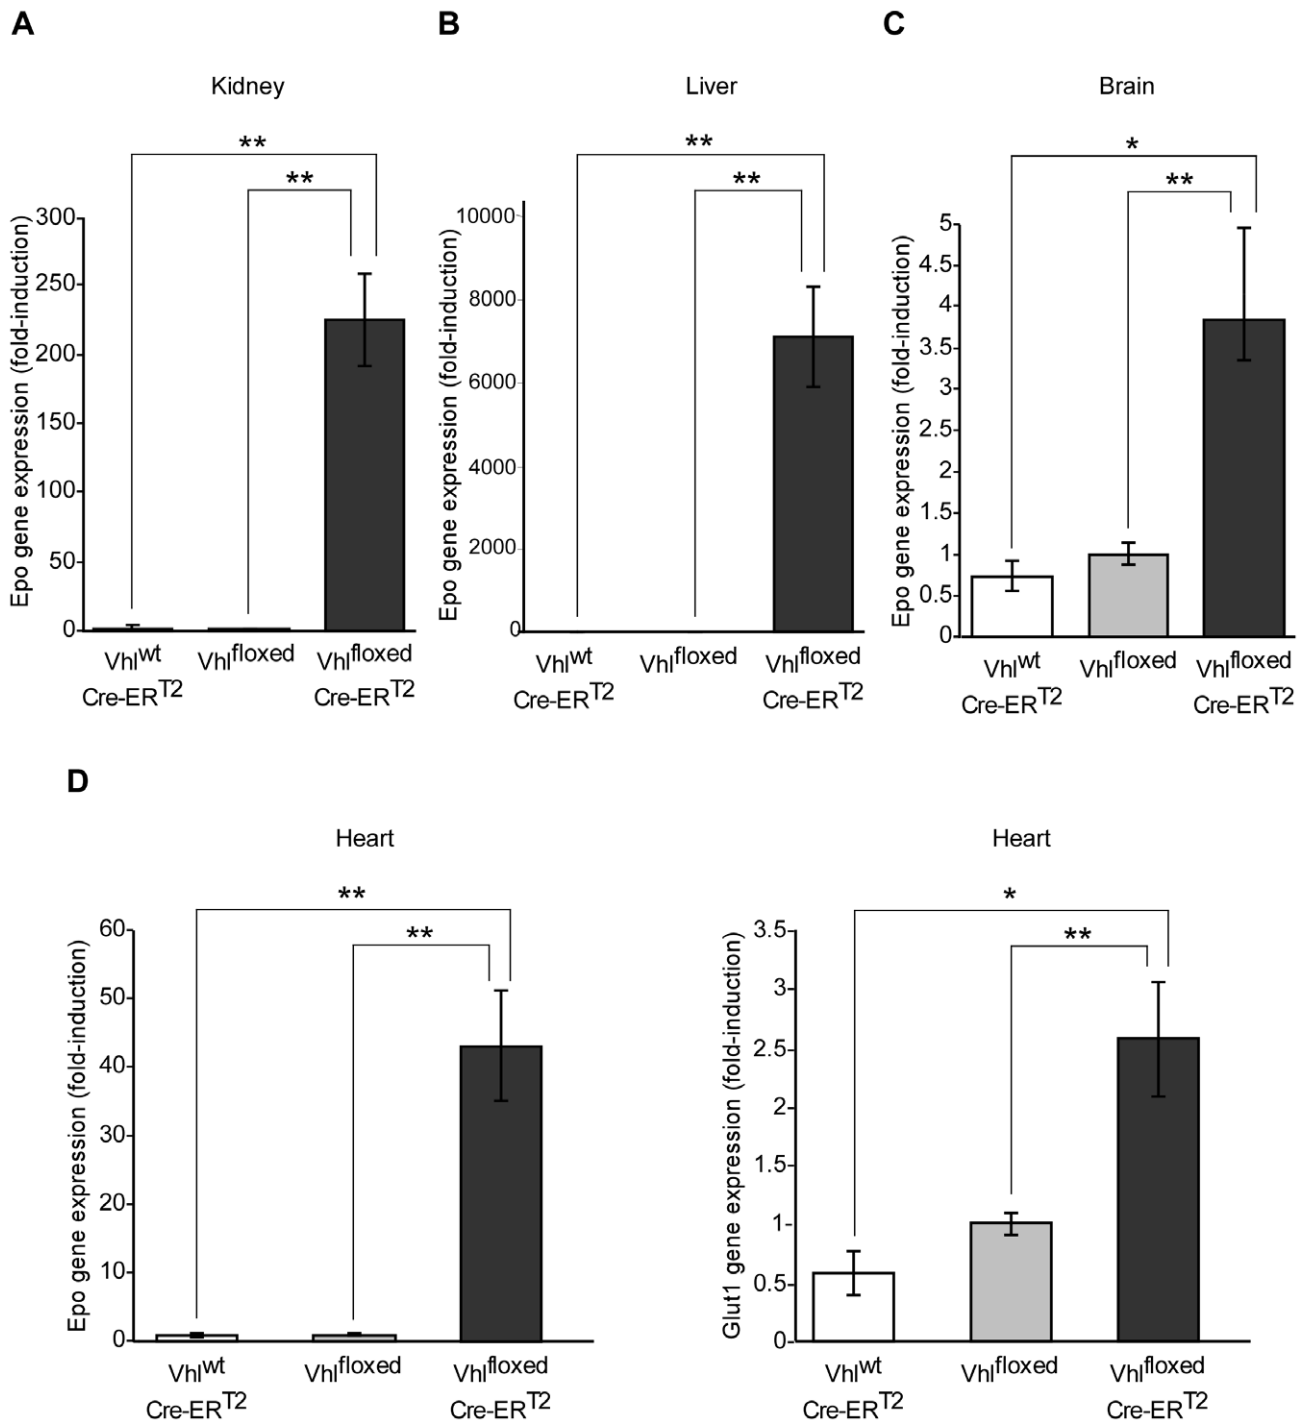 A
B
C
Kidney
Liver
Brain
**
**
**
**
*
**
Epo gene expression (fold-induction)
300
250
200
150
100
50
0
Vhlwt
Cre-ERT2
Vhlfloxed
Vhlfloxed
Cre-ERT2
Epo gene expression (fold-induction)
10000
8000
6000
4000
2000
0
Vhlwt
Cre-ERT2
Vhlfloxed
Vhlfloxed
Cre-ERT2
Epo gene expression (fold-induction)
5
4.5
4
3.5
3
2.5
2
1.5
1
0.5
0
Vhlwt
Cre-ERT2
Vhlfloxed
Vhlfloxed
Cre-ERT2
D
Heart
Heart
**
**
*
**
Epo gene expression (fold-induction)
60
50
40
30
20
10
0
Vhlwt
Cre-ERT2
Vhlfloxed
Vhlfloxed
Cre-ERT2
Glut1 gene expression (fold-induction)
3.5
3
2.5
2
1.5
1
0.5
0
Vhlwt
Cre-ERT2
Vhlfloxed
Vhlfloxed
Cre-ERT2